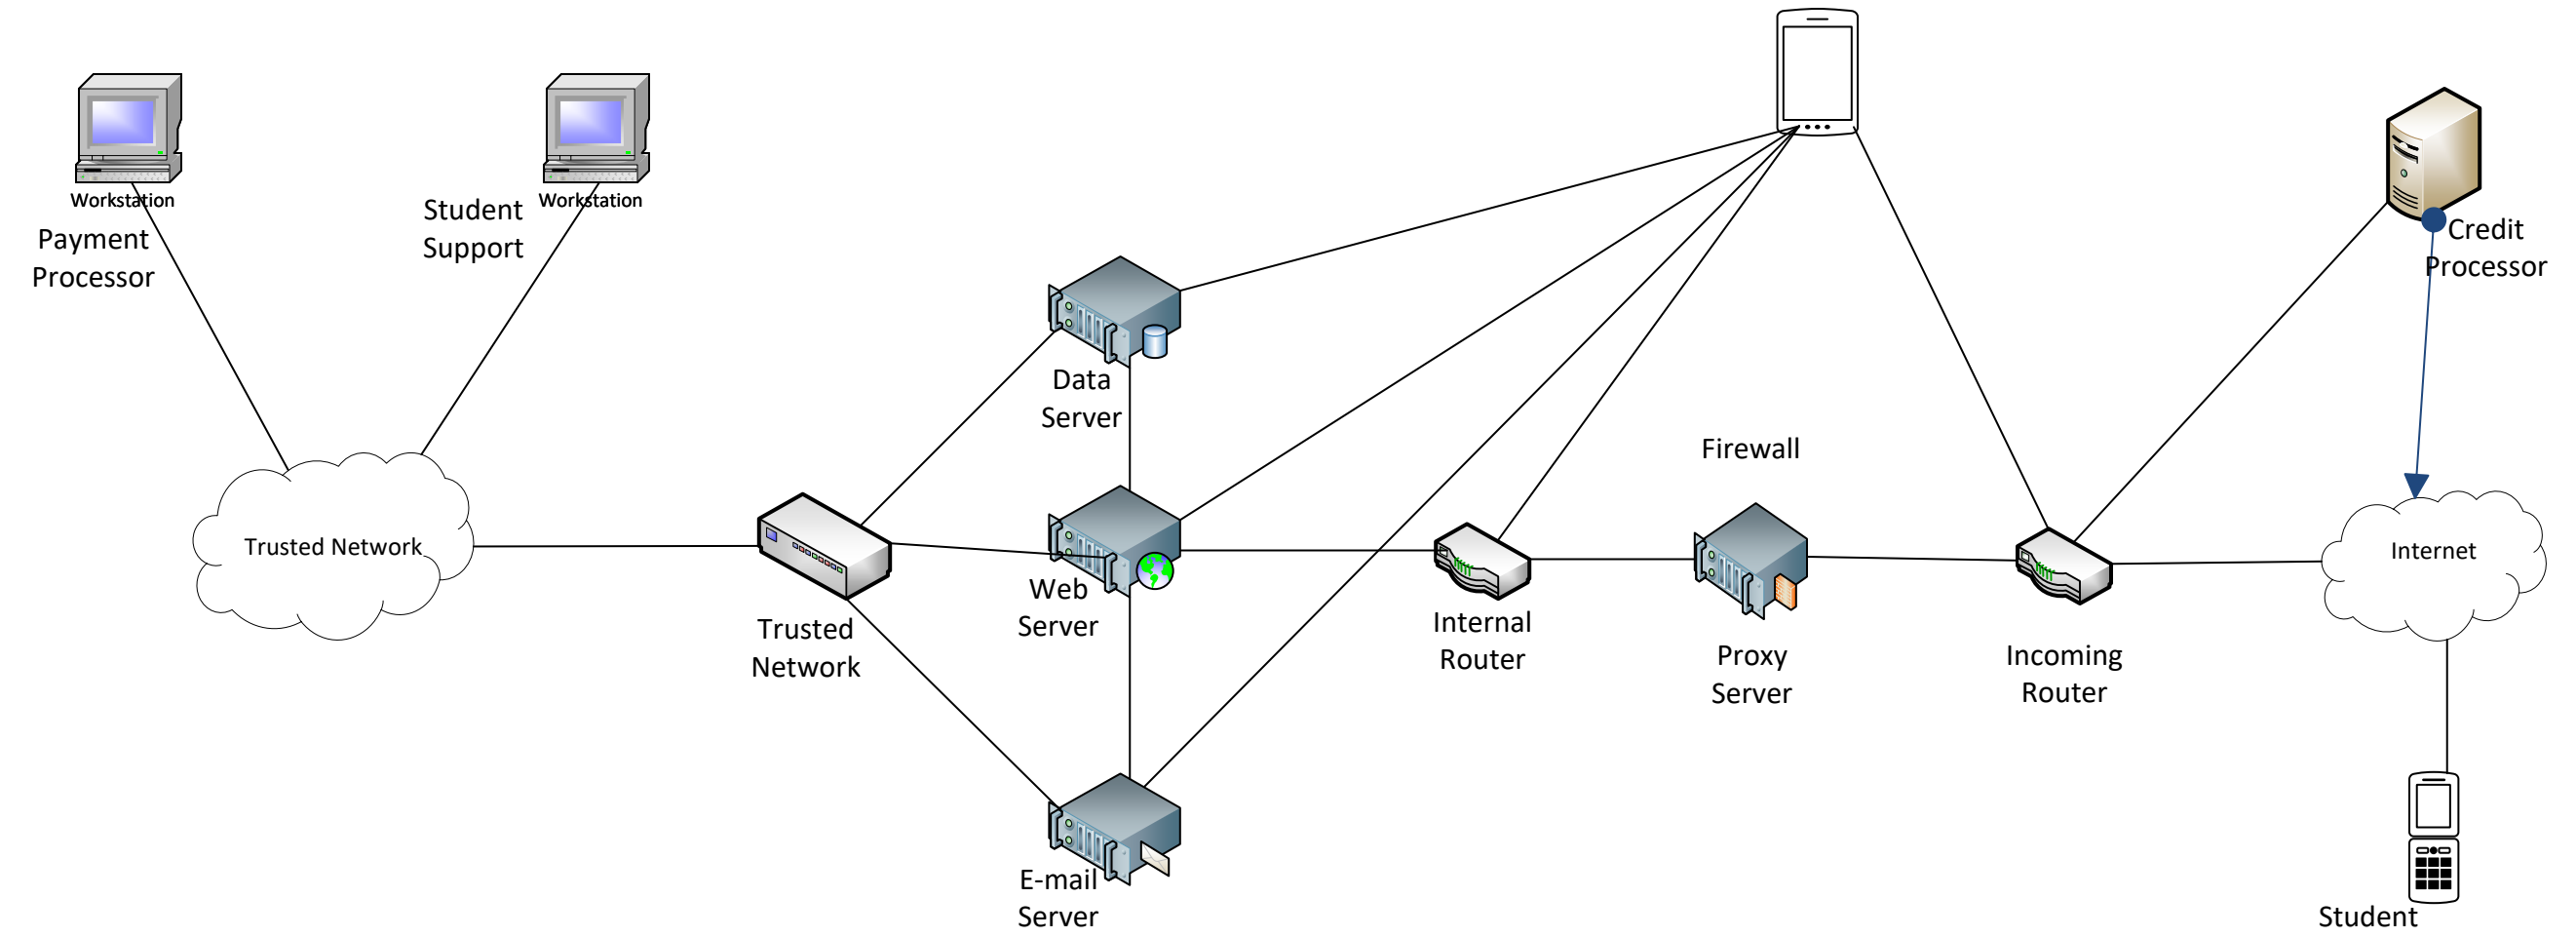 Workstation
Payment
Processor
Workstation
Student
Support
Trusted Network
Trusted
Network
Data
Server
Web
Server
E-mail
Server
Internal
Router
Firewall
Proxy
Server
Incoming
Router
Credit
Processor
Internet
Student